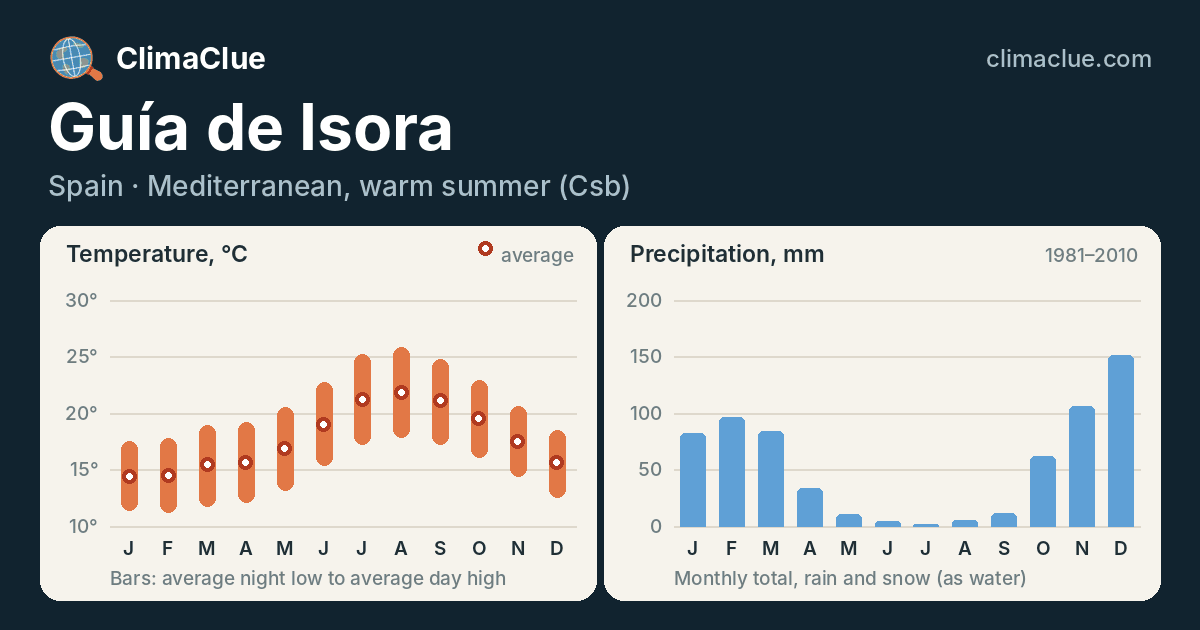 ClimaClue
climaclue.com
Guía de Isora
Spain · Mediterranean, warm summer (Csb)
Temperature, °C
average
30°
25°
20°
15°
10°
J F M A M J J A S O N D
Bars: average night low to average day high
Precipitation, mm
1981–2010
200
150
100
50
0
J F M A M J J A S O N D
Monthly total, rain and snow (as water)